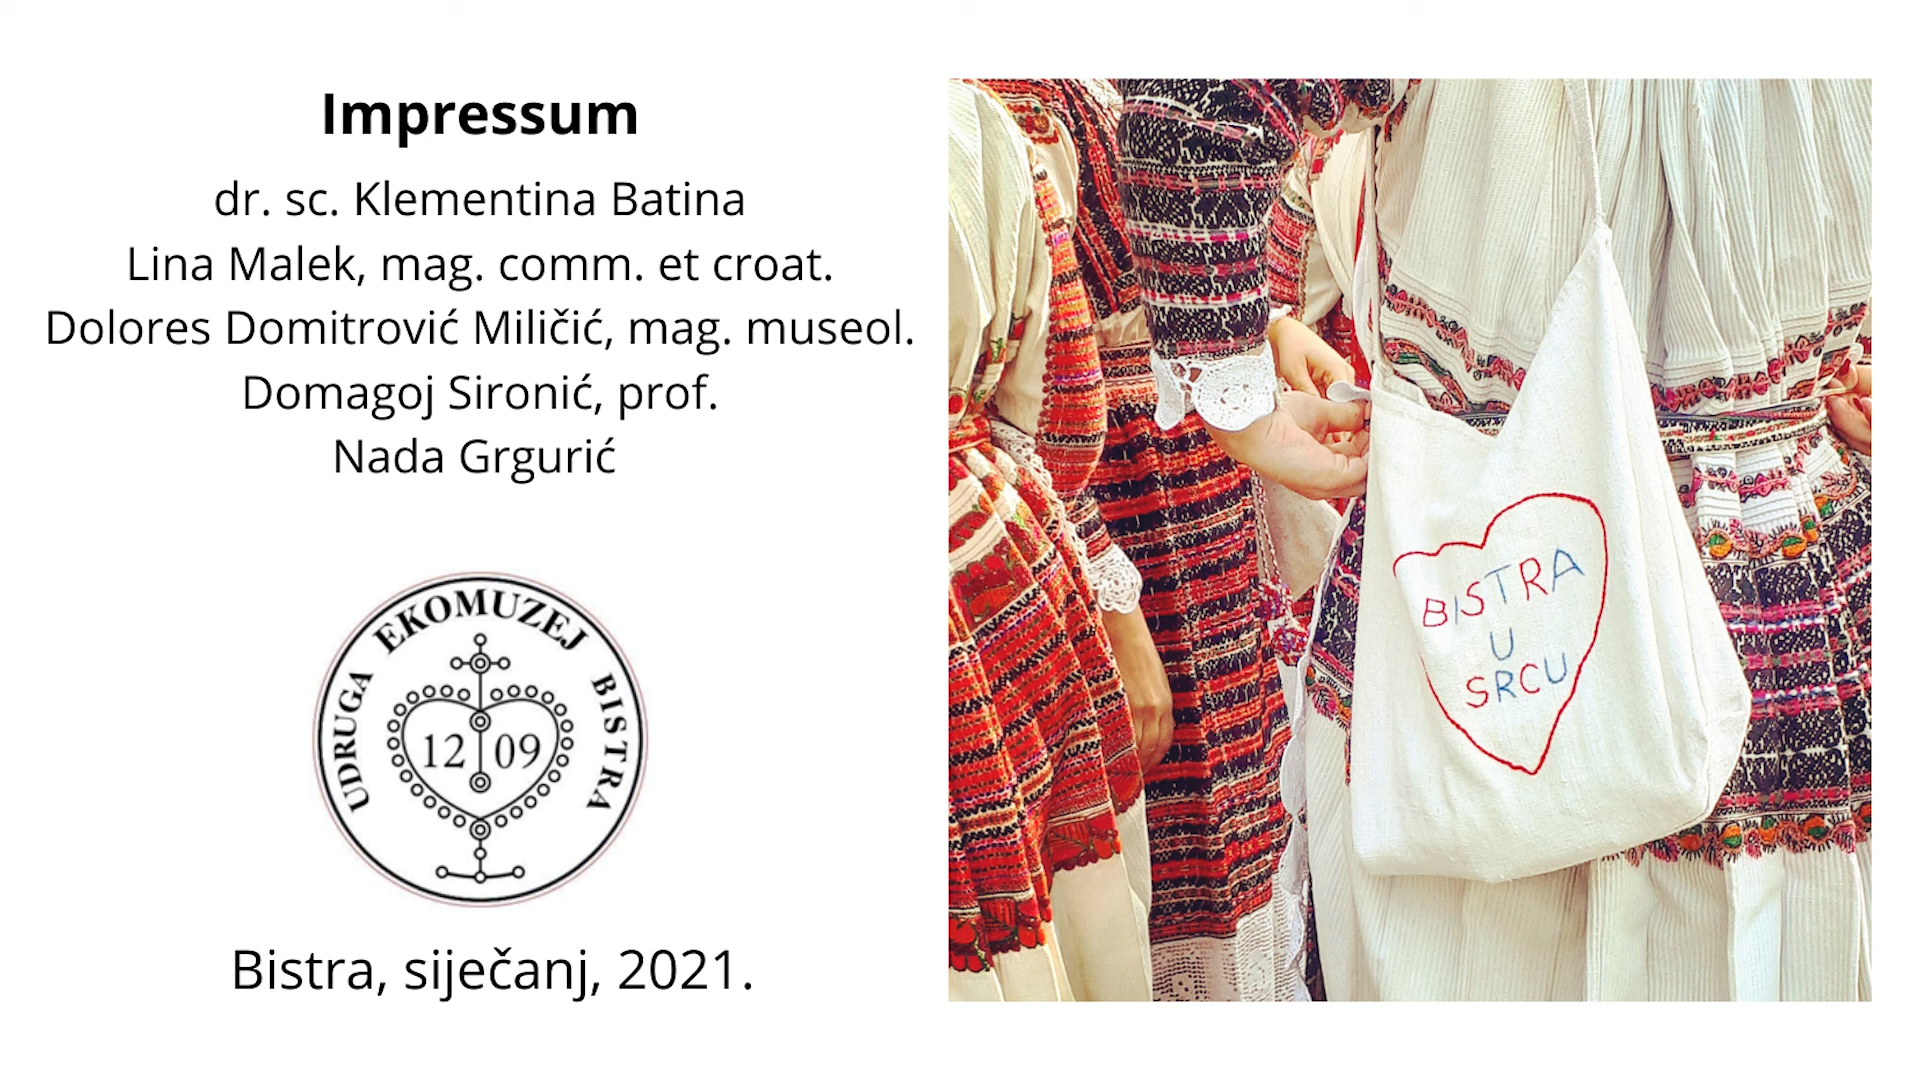 Impressum
dr. sc. Klementina Batina
Lina Malek, mag. comm. et croat.
Dolores Domitrović Miličić, mag. museol.
Domagoj Sironić, prof.
Nada Grgurić
UDRUGA EKOMUZEJ BISTRA
12 09
Bistra, siječanj, 2021.
BISTRA
U
SRCU